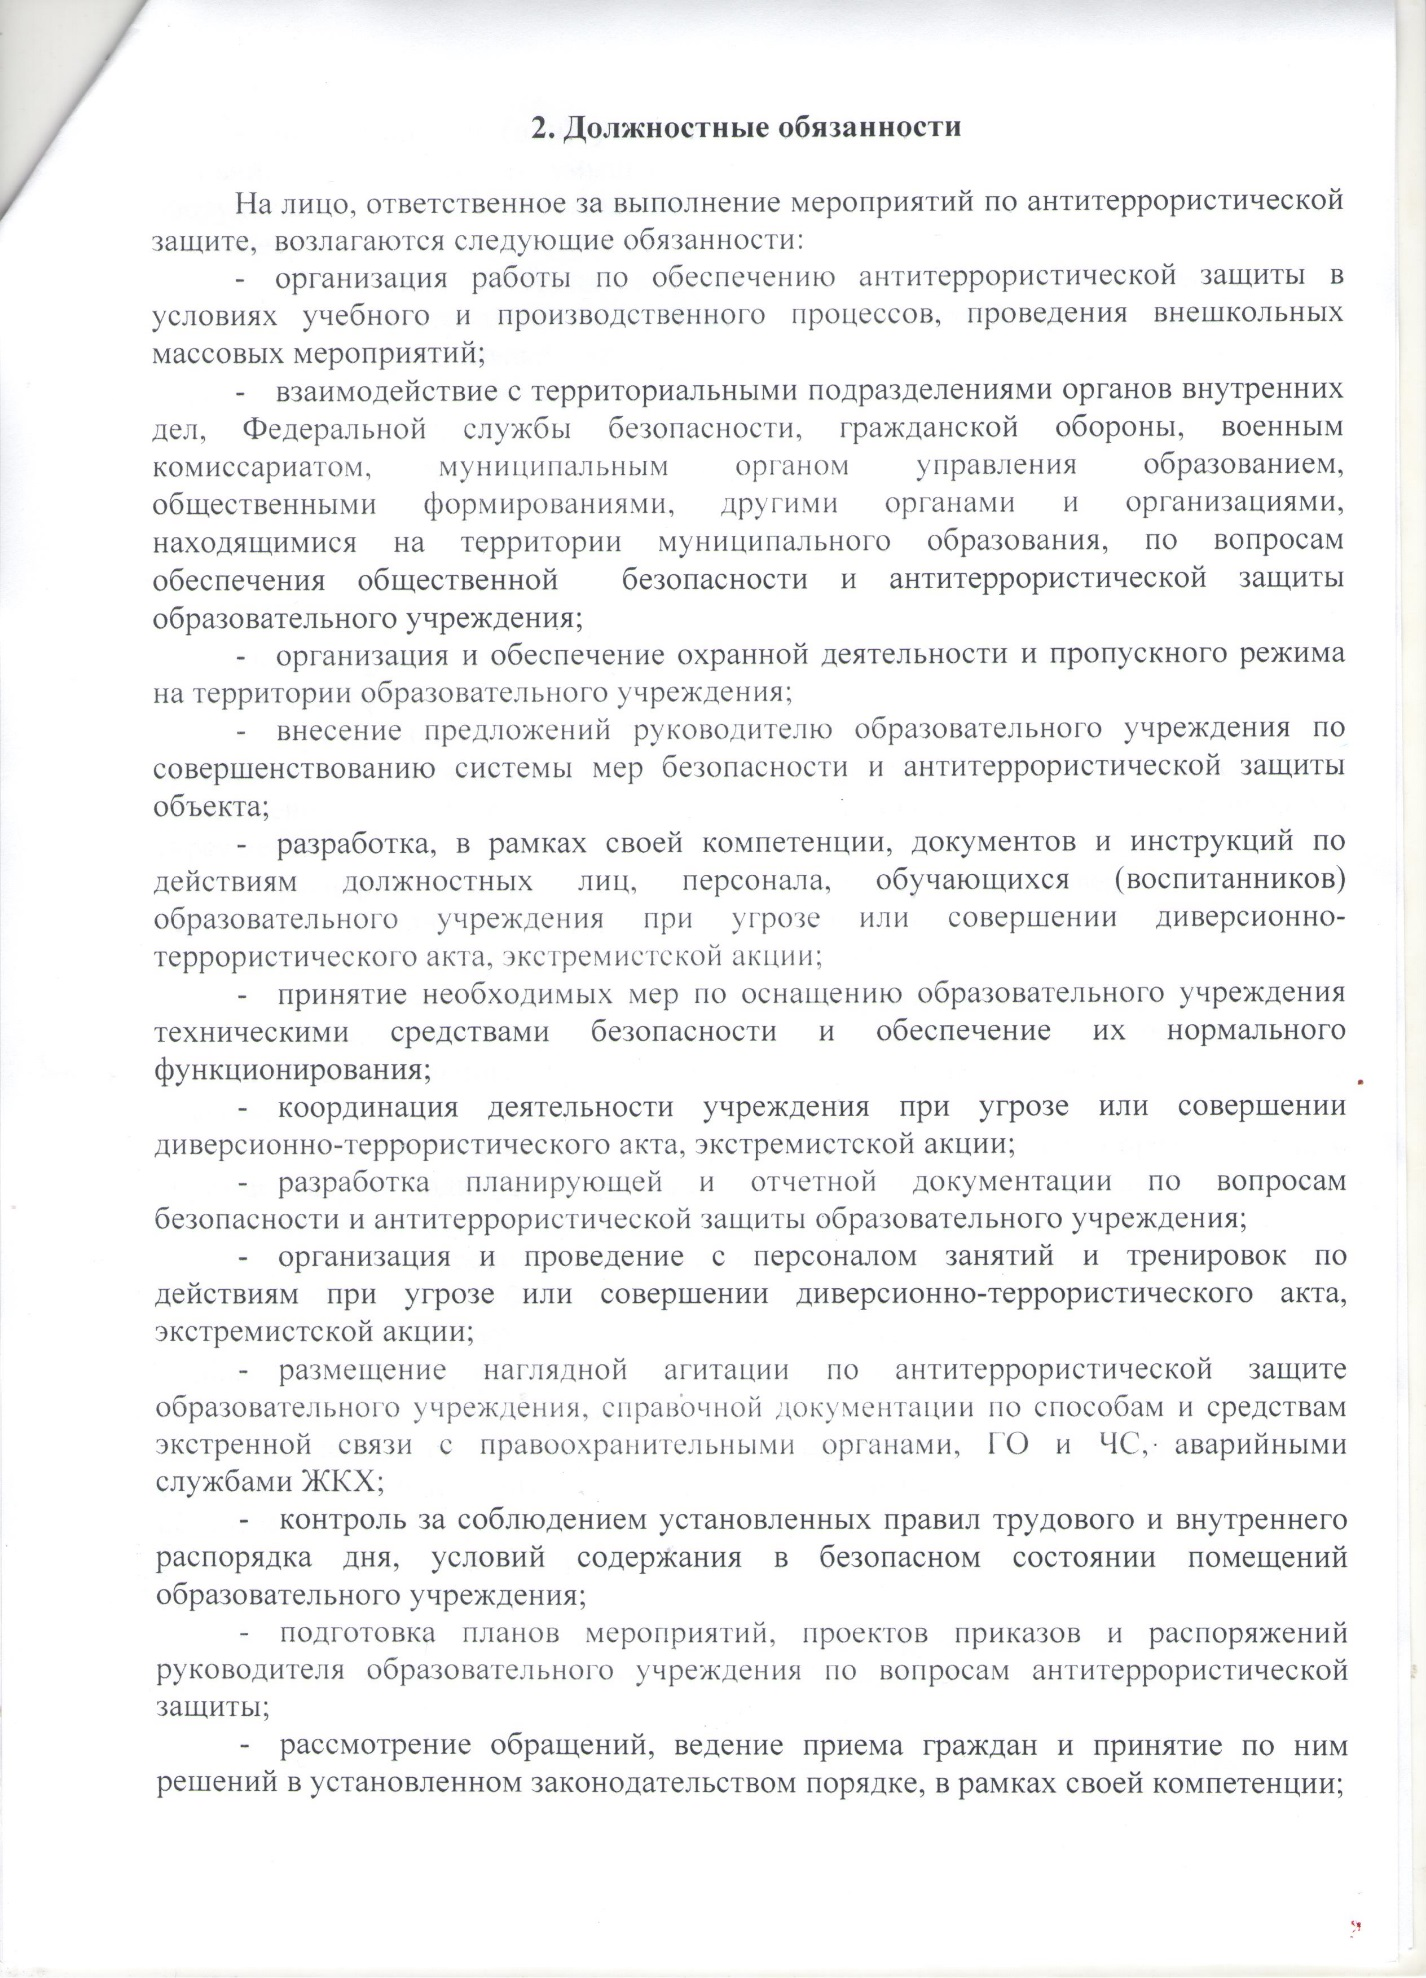 2. Должностные обязанности
На лицо, ответственное за выполнение мероприятий по антитеррористической
защите, возлагаются следующие обязанности:
- организация работы по обеспечению антитеррористической защиты в
условиях учебного и производственного процессов, проведения внешкольных
массовых мероприятий;
- взаимодействие с территориальными подразделениями органов внутренних
дел, Федеральной службы безопасности, гражданской обороны, военным
комиссариатом, муниципальным органом управления образованием,
общественными формированиями, другими органами и организациями,
находящимися на территории муниципального образования, по вопросам
обеспечения общественной безопасности и антитеррористической защиты
образовательного учреждения;
- организация и обеспечение охранной деятельности и пропускного режима
на территории образовательного учреждения;
- внесение предложений руководителю образовательного учреждения по
совершенствованию системы мер безопасности и антитеррористической защиты
объекта;
- разработка, в рамках своей компетенции, документов и инструкций по
действиям должностных лиц, персонала, обучающихся (воспитанников)
образовательного учреждения при угрозе или совершении диверсионно-
террористического акта, экстремистской акции;
- принятие необходимых мер по оснащению образовательного учреждения
техническими средствами безопасности и обеспечение их нормального
функционирования;
- координация деятельности учреждения при угрозе или совершении
диверсионно-террористического акта, экстремистской акции;
- разработка планирующей и отчетной документации по вопросам
безопасности и антитеррористической защиты образовательного учреждения;
- организация и проведение с персоналом занятий и тренировок по
действиям при угрозе или совершении диверсионно-террористического акта,
экстремистской акции;
- размещение наглядной агитации по антитеррористической защите
образовательного учреждения, справочной документации по способам и средствам
экстренной связи с правоохранительными органами, ГО и ЧС, аварийными
службами ЖКХ;
- контроль за соблюдением установленных правил трудового и внутреннего
распорядка дня, условий содержания в безопасном состоянии помещений
образовательного учреждения;
- подготовка планов мероприятий, проектов приказов и распоряжений
руководителя образовательного учреждения по вопросам антитеррористической
защиты;
- рассмотрение обращений, ведение приема граждан и принятие по ним
решений в установленном законодательством порядке, в рамках своей компетенции;